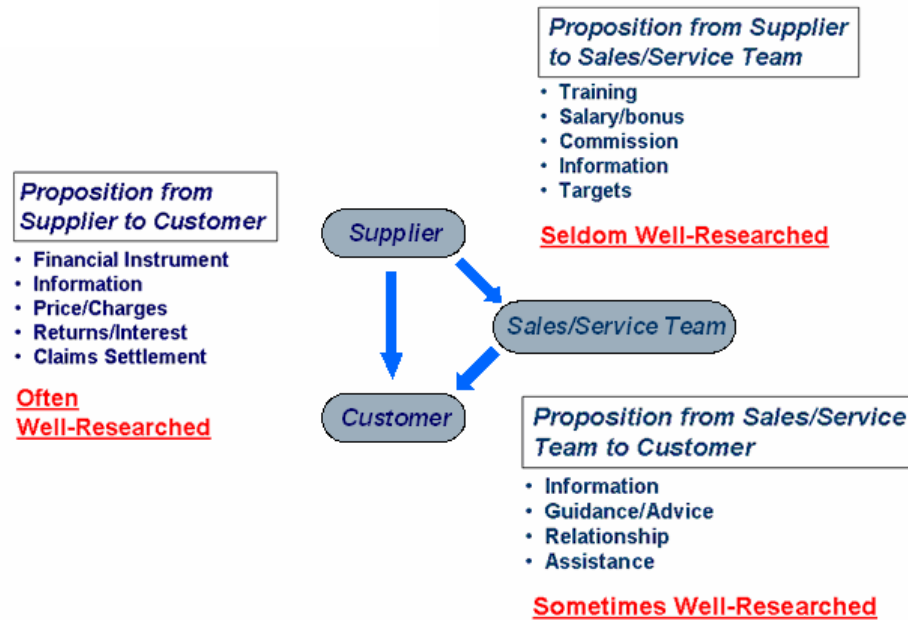 Proposition from Supplier
to Sales/Service Team
• Training
• Salary/bonus
• Commission
• Information
• Targets
Seldom Well-Researched
Proposition from
Supplier to Customer
• Financial Instrument
• Information
• Price/Charges
• Returns/Interest
• Claims Settlement
Often
Well-Researched
Supplier
Sales/Service Team
Customer
Proposition from Sales/Service
Team to Customer
• Information
• Guidance/Advice
• Relationship
• Assistance
Sometimes Well-Researched